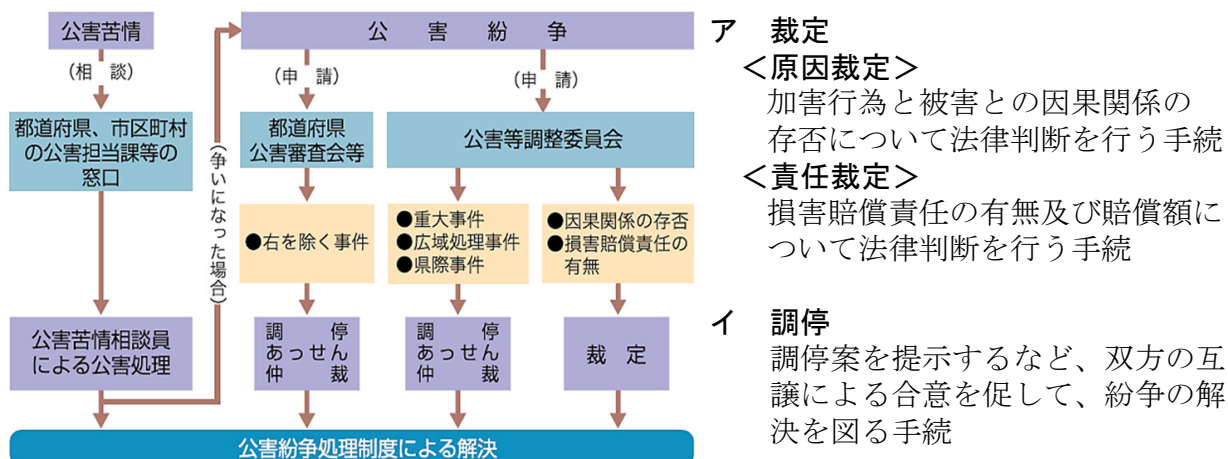 公害苦情
(相 談)
都道府県、市区町村
の公害担当課等の
窓口
公害苦情相談員
による公害処理
(争いになった場合)
公 害 紛 争
(申 請)
都道府県
公害審査会等
●右を除く事件
調 停
あっせん
仲 裁
(申 請)
公害等調整委員会
●重大事件
●広域処理事件
●県際事件
調 停
あっせん
仲 裁
●因果関係の存否
●損害賠償責任の
有無
裁 定
公害紛争処理制度による解決
ア 裁定
<原因裁定>
加害行為と被害との因果関係の
存否について法律判断を行う手続
<責任裁定>
損害賠償責任の有無及び賠償額に
ついて法律判断を行う手続
イ 調停
調停案を提示するなど、双方の互
譲による合意を促して、紛争の解
決を図る手続